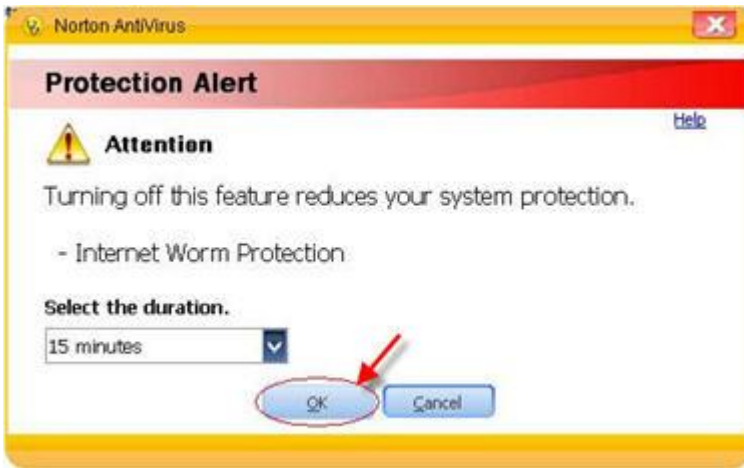 Norton AntiVirus
Protection Alert
Help
Attention
Turning off this feature reduces your system protection.
- Internet Worm Protection
Select the duration.
15 minutes
OK
Cancel